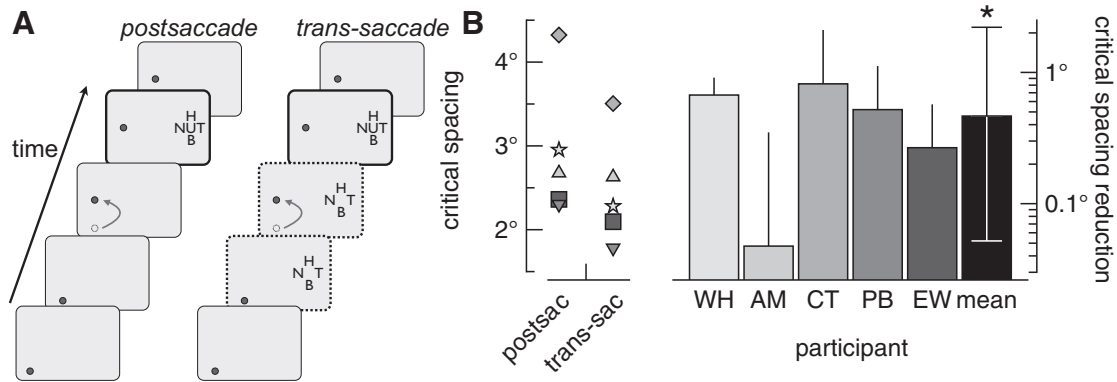 A
postsaccade
trans-saccade
H
NUT
B
H
NUT
B
time
H
N T
B
H
N T
B
B
critical spacing
4°
3°
2°
postsac
trans-sac
*
1°
0.1°
critical spacing reduction
WH AM CT PB EW mean
participant